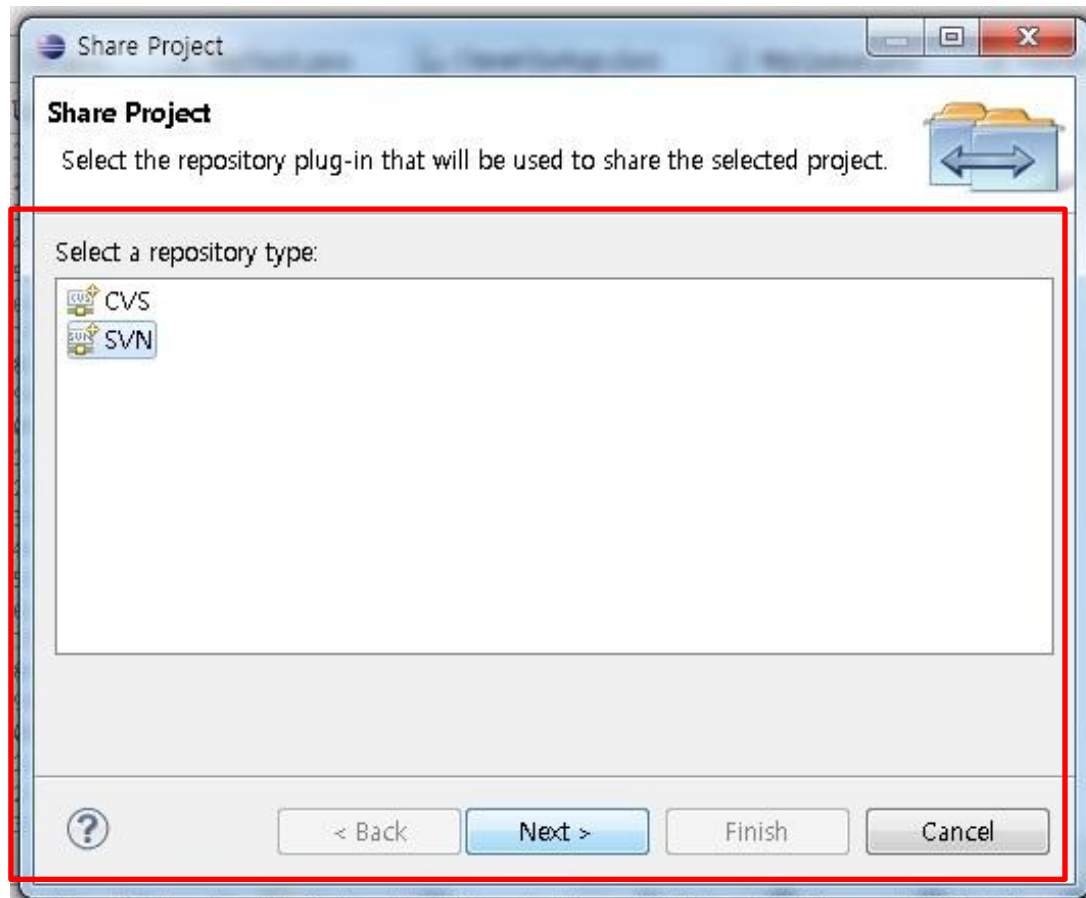 Share Project
Share Project
Select the repository plug-in that will be used to share the selected project.
Select a repository type:
CVS
SVN
?
< Back Next > Finish Cancel